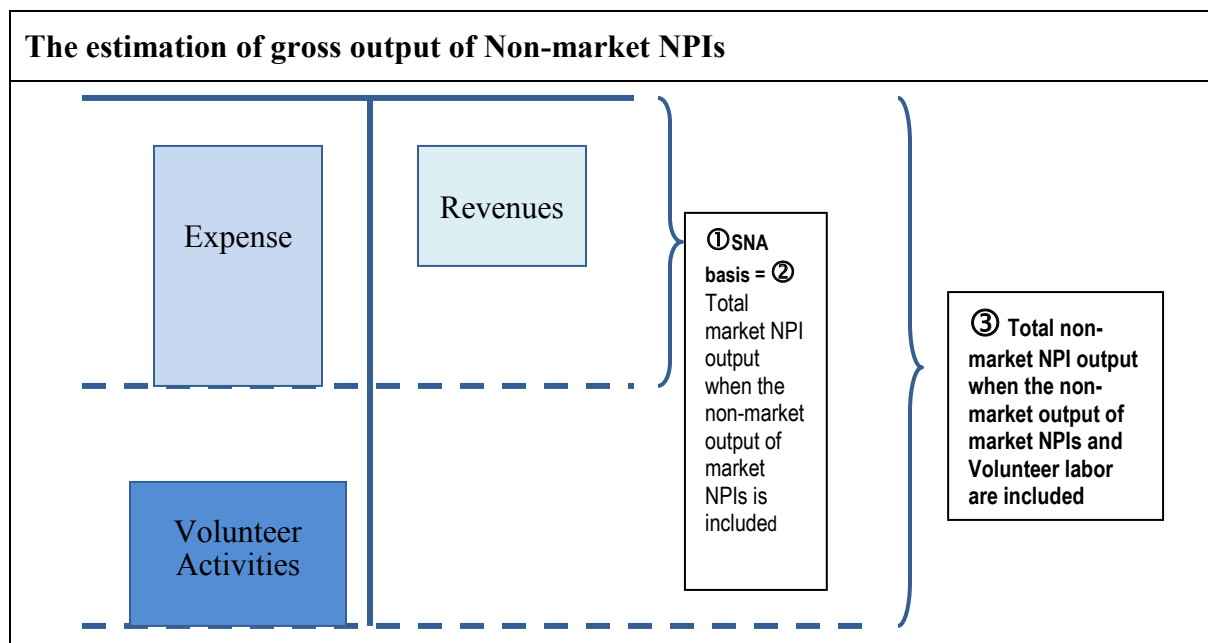 The estimation of gross output of Non-market NPIs
Expense
Revenues
①SNA
basis = ②
Total
market NPI
output
when the
non-market
output of
market
NPIs is
included
③ Total non-
market NPI output
when the non-
market output of
market NPIs and
Volunteer labor
are included
Volunteer
Activities